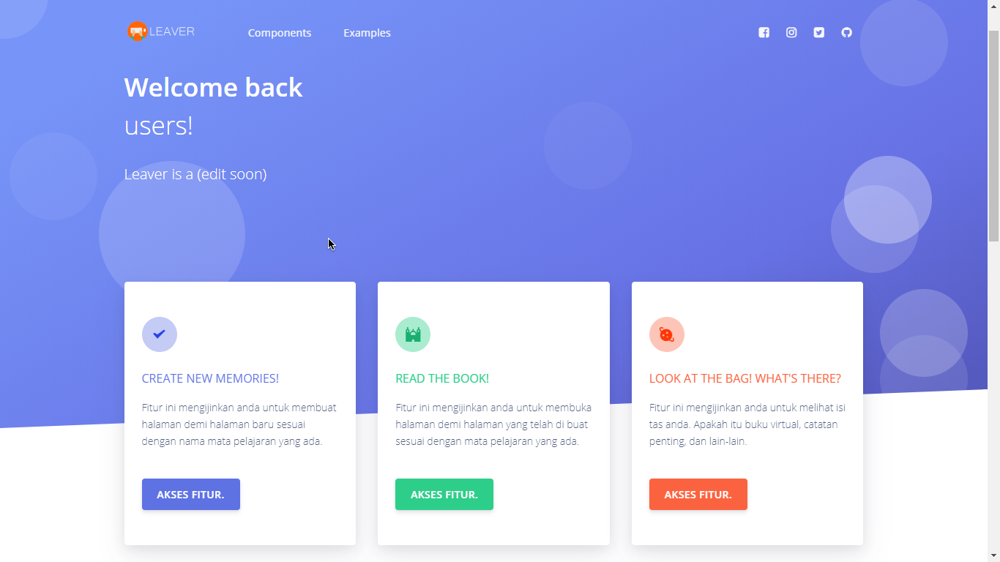 LEAVER
Components
Examples
Welcome back
users!
Leaver is a (edit soon)
CREATE NEW MEMORIES!
Fitur ini mengijinkan anda untuk membuat
halaman demi halaman baru sesuai
dengan nama mata pelajaran yang ada.
AKSES FITUR.
READ THE BOOK!
Fitur ini mengijinkan anda untuk membuka
halaman demi halaman yang telah di buat
sesuai dengan mata pelajaran yang ada.
AKSES FITUR.
LOOK AT THE BAG! WHAT'S THERE?
Fitur ini mengijinkan anda untuk melihat isi
tas anda. Apakah itu buku virtual, catatan
penting, dan lain-lain.
AKSES FITUR.